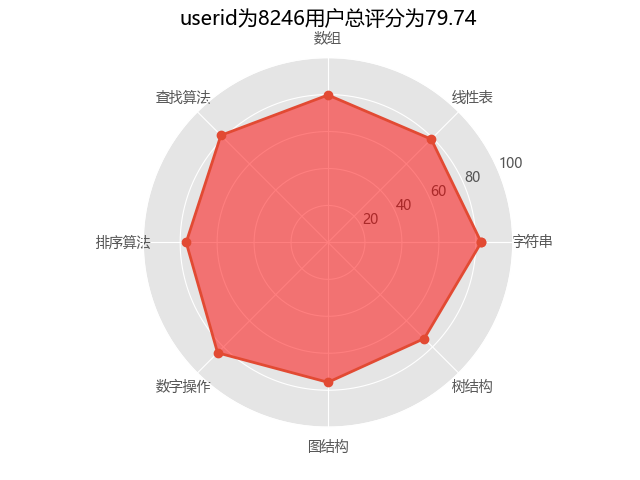 userid为8246用户总评分为79.74
数组
查找算法
线性表
100
80
60
40
20
排序算法
字符串
数字操作
树结构
图结构